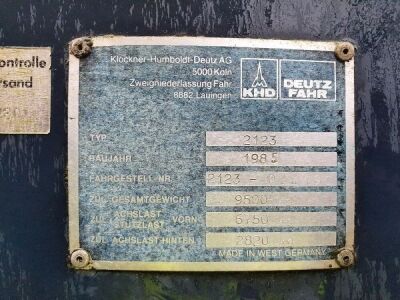 ontrolle
rsand
Klöckner-Humboldt-Deutz AG
5000 Köln
Zweigniederlassung Fahr
8882 Lauingen
KHD
DEUTZ
FAHR
TYP 2123
BAUJAHR 1985
FAHRGESTELL-NR. 2123 -
ZUL. GESAMTGEWICHT 9500
ZUL. ACHSLAST STÜTZLAST VORN 6750
ZUL. ACHSLAST HINTEN 2820
MADE IN WEST GERMANY